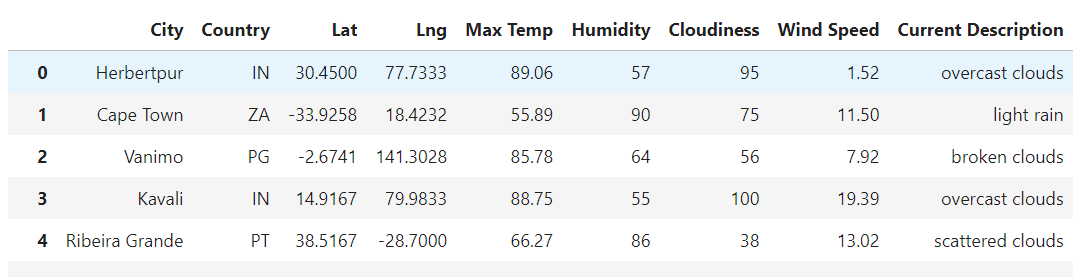 City Country Lat Lng Max Temp Humidity Cloudiness Wind Speed Current Description
0 Herbertpur IN 30.4500 77.7333 89.06 57 95 1.52 overcast clouds
1 Cape Town ZA -33.9258 18.4232 55.89 90 75 11.50 light rain
2 Vanimo PG -2.6741 141.3028 85.78 64 56 7.92 broken clouds
3 Kavali IN 14.9167 79.9833 88.75 55 100 19.39 overcast clouds
4 Ribeira Grande PT 38.5167 -28.7000 66.27 86 38 13.02 scattered clouds